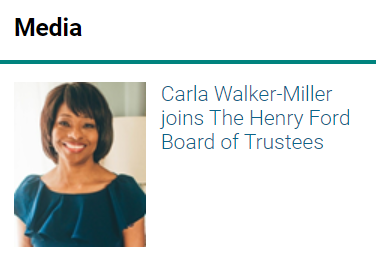 Media
Carla Walker-Miller
joins The Henry Ford
Board of Trustees